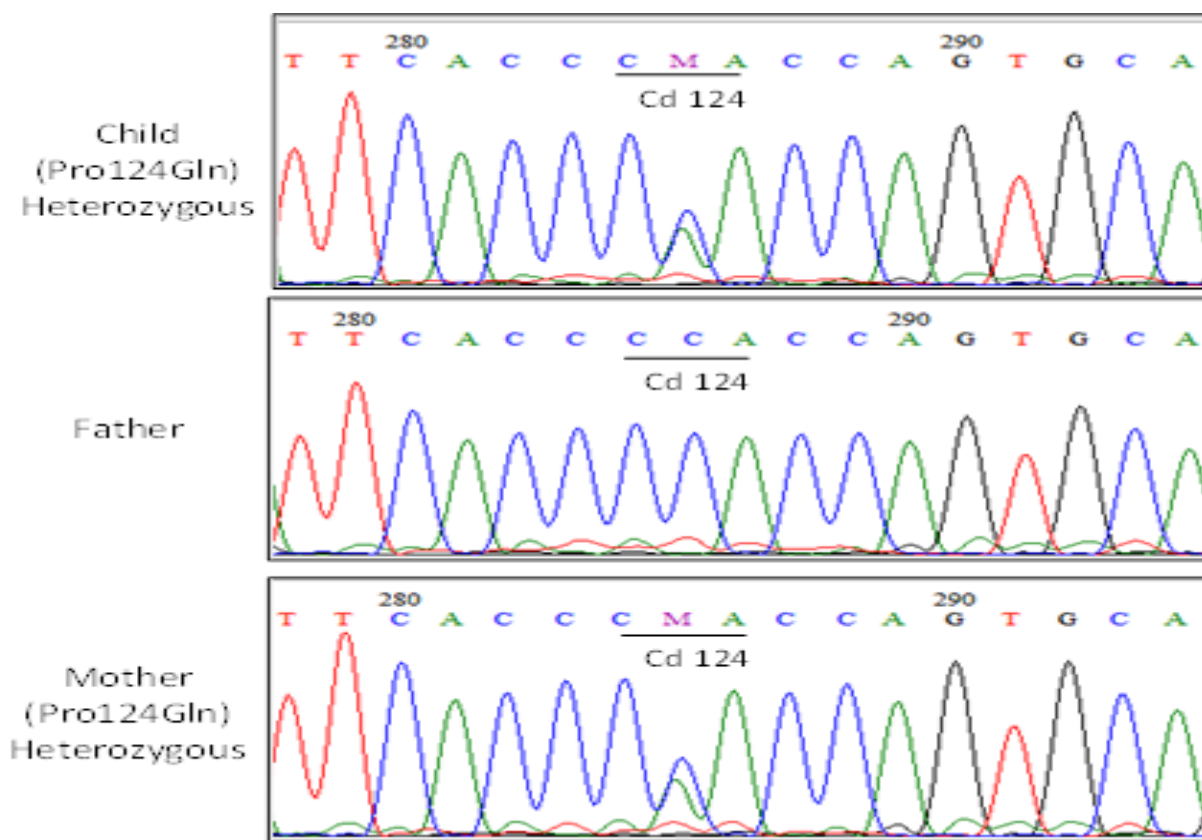 280 290
T T C A C C C M A C C A G T G C A
Cd 124
Child
(Pro124Gln)
Heterozygous
280 290
T T C A C C C C A C C A G T G C A
Cd 124
Father
280 290
T T C A C C C M A C C A G T G C A
Cd 124
Mother
(Pro124Gln)
Heterozygous